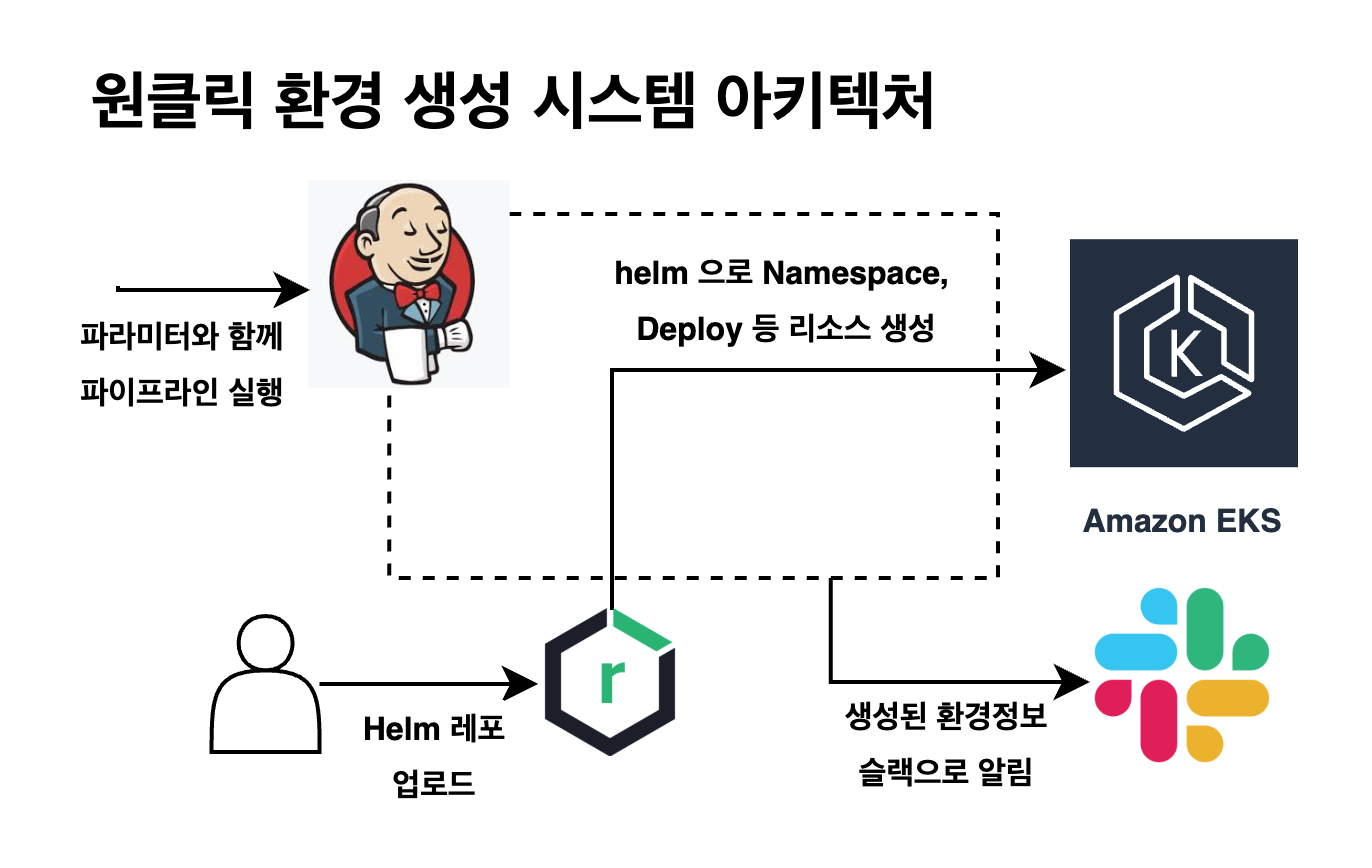 원클릭 환경 생성 시스템 아키텍처
helm 으로 Namespace,
Deploy 등 리소스 생성
파라미터와 함께
파이프라인 실행
K
Amazon EKS
r
Helm 레포
업로드
생성된 환경정보
슬랙으로 알림